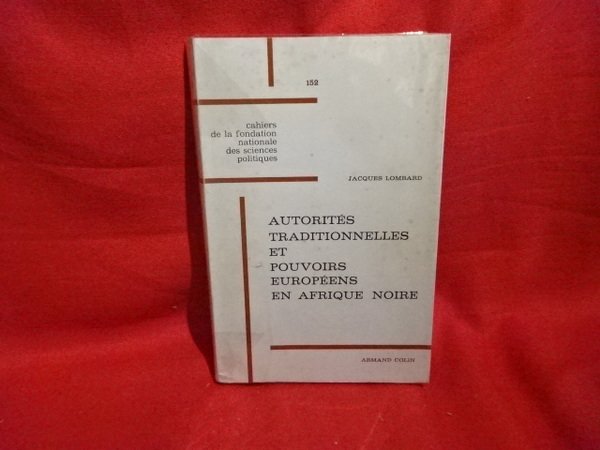 152
cahiers
de la fondation
nationale
des sciences
politiques
JACQUES LOMBARD
AUTORITÉS
TRADITIONNELLES
ET
POUVOIRS
EUROPÉENS
EN AFRIQUE NOIRE
ARMAND COLIN